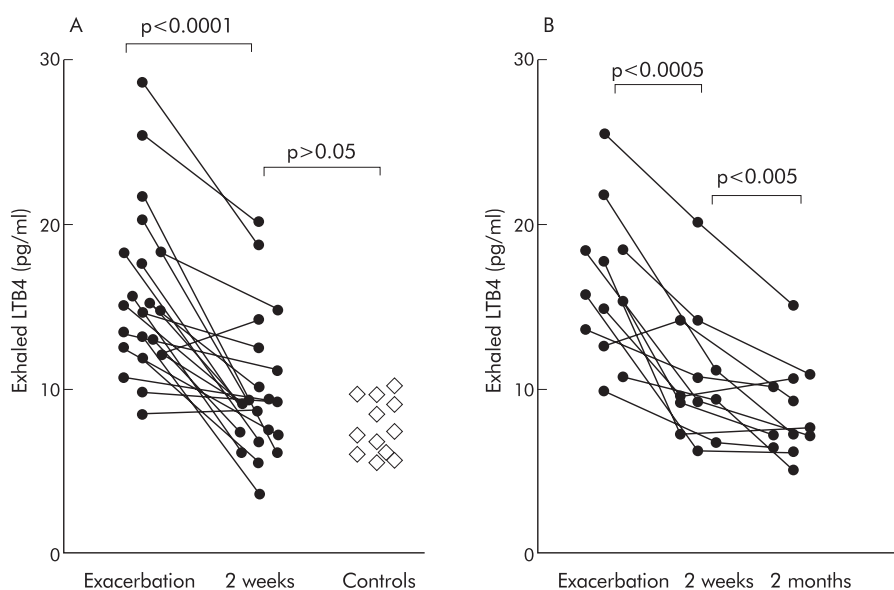 A
p<0.0001
30
p>0.05
20
Exhaled LTB4 (pg/ml)
10
0
Exacerbation 2 weeks Controls
B
30
p<0.0005
p<0.005
20
Exhaled LTB4 (pg/ml)
10
0
Exacerbation 2 weeks 2 months